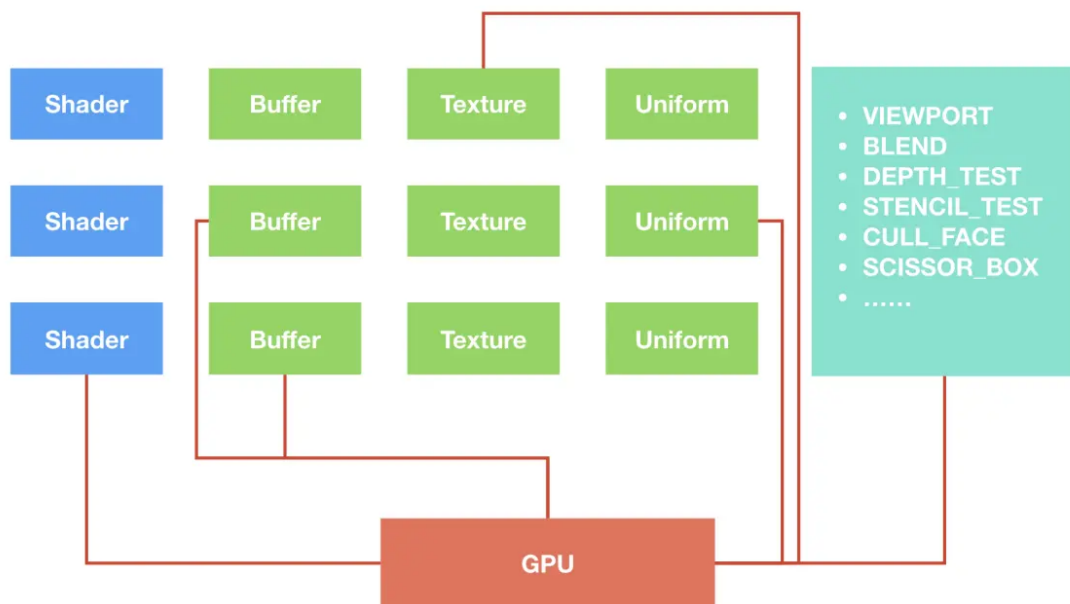 Shader
Buffer
Texture
Uniform
Shader
Buffer
Texture
Uniform
Shader
Buffer
Texture
Uniform
• VIEWPORT
• BLEND
• DEPTH_TEST
• STENCIL_TEST
• CULL_FACE
• SCISSOR_BOX
• ......
GPU